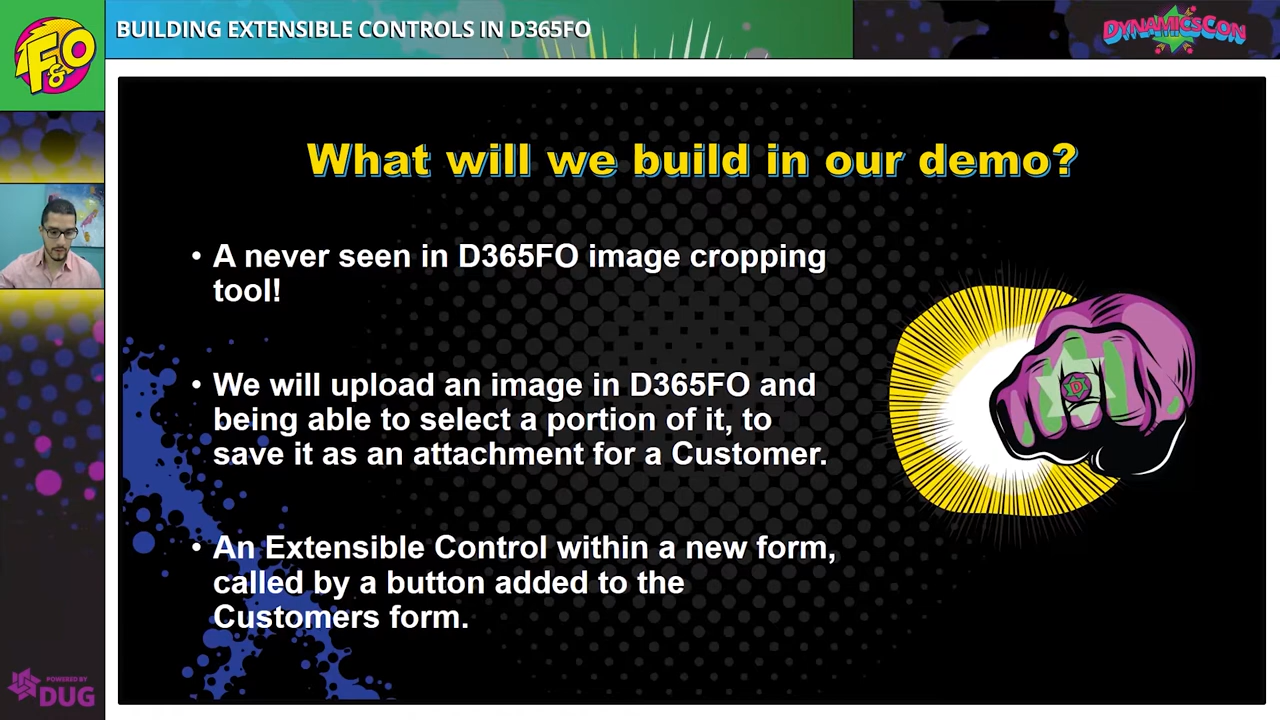 F&O
BUILDING EXTENSIBLE CONTROLS IN D365FO
DYNAMICSCON
What will we build in our demo?
• A never seen in D365FO image cropping
tool!
• We will upload an image in D365FO and
being able to select a portion of it, to
save it as an attachment for a Customer.
• An Extensible Control within a new form,
called by a button added to the
Customers form.
D
POWERED BY
DUG